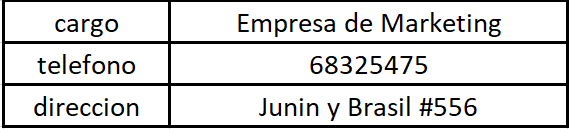 cargo Empresa de Marketing
telefono 68325475
direccion Junin y Brasil #556